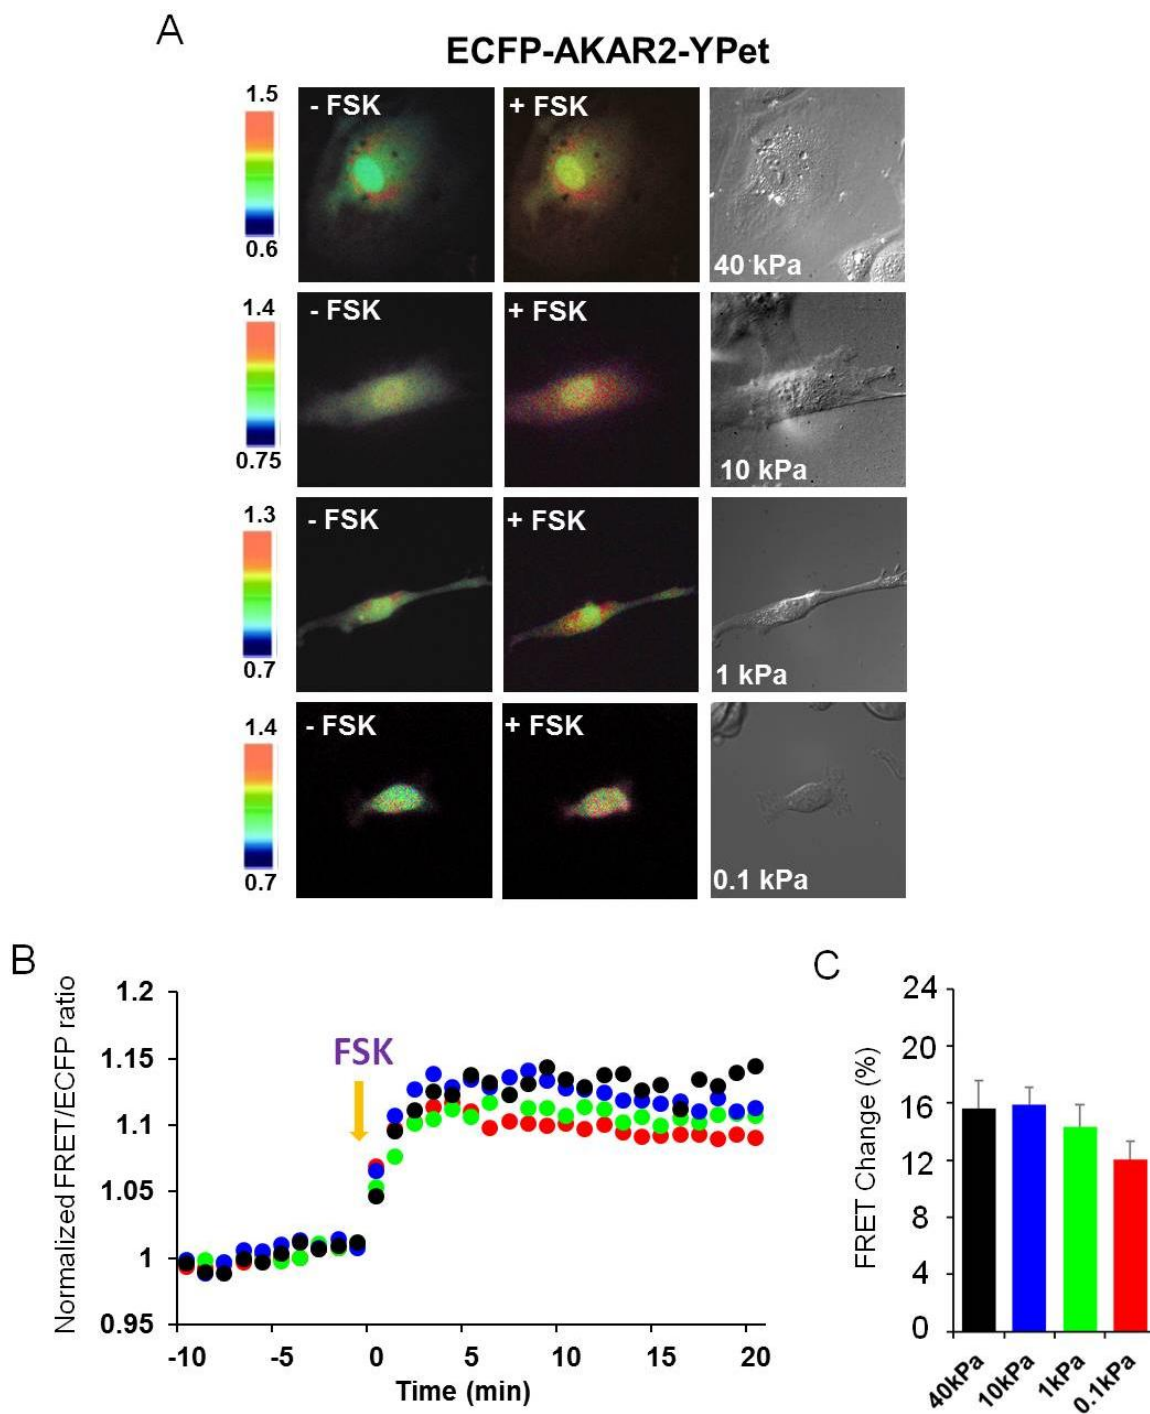 A
ECFP-AKAR2-YPet
1.5
0.6
- FSK
+ FSK
40 kPa
1.4
0.75
- FSK
+ FSK
10 kPa
1.3
0.7
- FSK
+ FSK
1 kPa
1.4
0.7
- FSK
+ FSK
0.1 kPa
B
Normalized FRET/ECFP ratio
1.2
1.15
1.1
1.05
1
0.95
FSK
-10 -5 0 5 10 15 20
Time (min)
C
FRET Change (%)
24
20
16
12
8
4
0
40kPa 10kPa 1kPa 0.1kPa